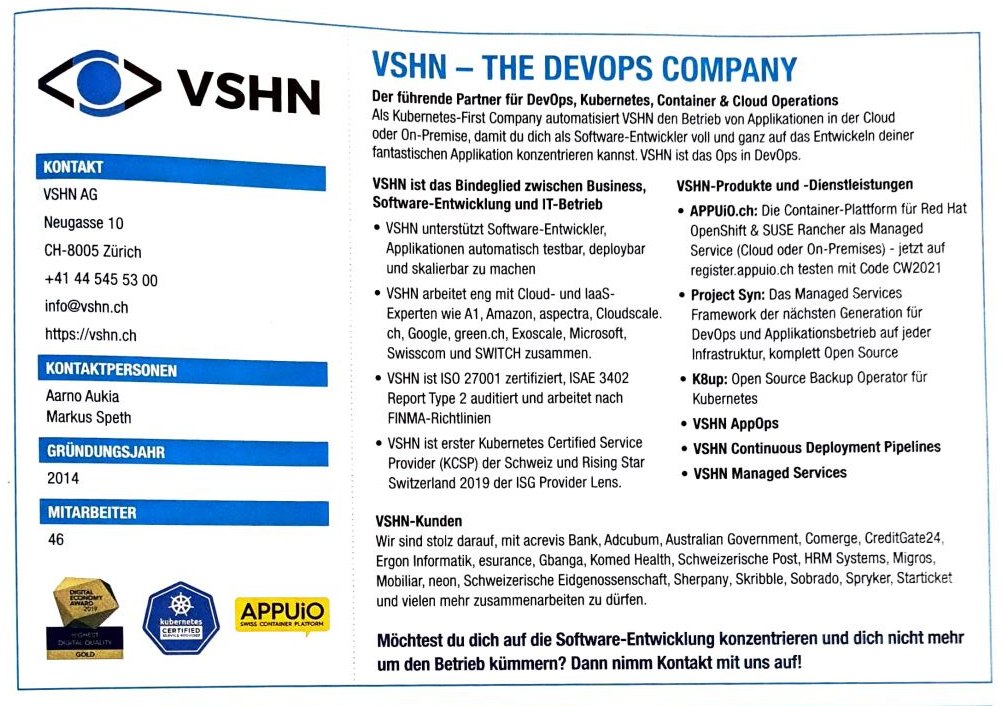 VSHN
KONTAKT
VSHN AG
Neugasse 10
CH-8005 Zürich
+41 44 545 53 00
info@vshn.ch
https://vshn.ch
KONTAKTPERSONEN
Aarno Aukia
Markus Speth
GRÜNDUNGSJAHR
2014
MITARBEITER
46
DIGITAL
ECONOMY
AWARD
2019
HIGHEST
DIGITAL QUALITY
GOLD
kubernetes
CERTIFIED
SERVICE PROVIDER
APPUiO
SWISS CONTAINER PLATFORM
VSHN – THE DEVOPS COMPANY
Der führende Partner für DevOps, Kubernetes, Container & Cloud Operations
Als Kubernetes-First Company automatisiert VSHN den Betrieb von Applikationen in der Cloud
oder On-Premise, damit du dich als Software-Entwickler voll und ganz auf das Entwickeln deiner
fantastischen Applikation konzentrieren kannst. VSHN ist das Ops in DevOps.
VSHN ist das Bindeglied zwischen Business,
Software-Entwicklung und IT-Betrieb
• VSHN unterstützt Software-Entwickler,
Applikationen automatisch testbar, deploybar
und skalierbar zu machen
• VSHN arbeitet eng mit Cloud- und IaaS-
Experten wie A1, Amazon, aspectra, Cloudscale.
ch, Google, green.ch, Exoscale, Microsoft,
Swisscom und SWITCH zusammen.
• VSHN ist ISO 27001 zertifiziert, ISAE 3402
Report Type 2 auditiert und arbeitet nach
FINMA-Richtlinien
• VSHN ist erster Kubernetes Certified Service
Provider (KCSP) der Schweiz und Rising Star
Switzerland 2019 der ISG Provider Lens.
VSHN-Produkte und -Dienstleistungen
• APPUiO.ch: Die Container-Plattform für Red Hat
OpenShift & SUSE Rancher als Managed
Service (Cloud oder On-Premises) - jetzt auf
register.appuio.ch testen mit Code CW2021
• Project Syn: Das Managed Services
Framework der nächsten Generation für
DevOps und Applikationsbetrieb auf jeder
Infrastruktur, komplett Open Source
• K8up: Open Source Backup Operator für
Kubernetes
• VSHN AppOps
• VSHN Continuous Deployment Pipelines
• VSHN Managed Services
VSHN-Kunden
Wir sind stolz darauf, mit acrevis Bank, Adcubum, Australian Government, Comerge, CreditGate24,
Ergon Informatik, esurance, Gbanga, Komed Health, Schweizerische Post, HRM Systems, Migros,
Mobiliar, neon, Schweizerische Eidgenossenschaft, Sherpany, Skribble, Sobrado, Spryker, Starticket
und vielen mehr zusammenarbeiten zu dürfen.
Möchtest du dich auf die Software-Entwicklung konzentrieren und dich nicht mehr
um den Betrieb kümmern? Dann nimm Kontakt mit uns auf!